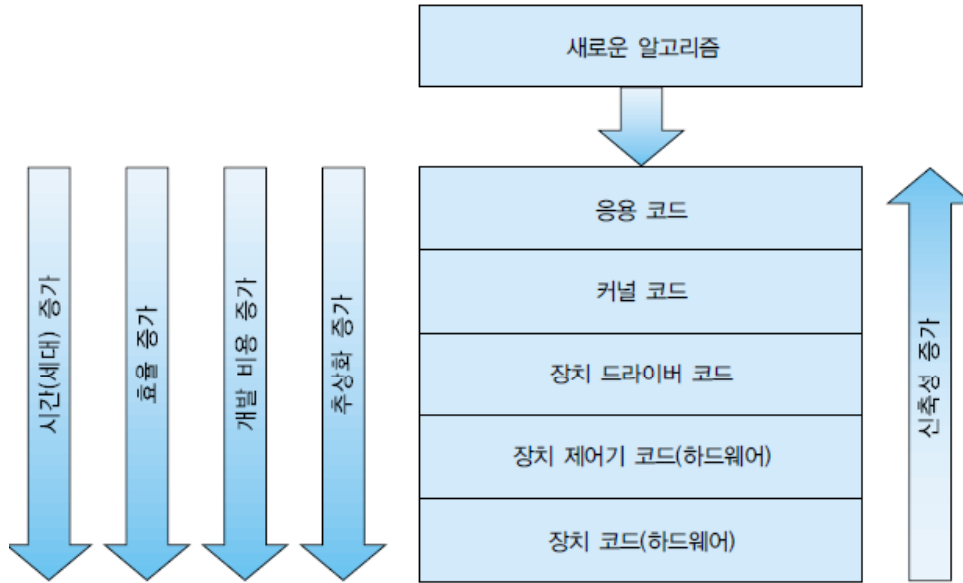 새로운 알고리즘
응용 코드
커널 코드
장치 드라이버 코드
장치 제어기 코드(하드웨어)
장치 코드(하드웨어)
시간(세대) 증가
효율 증가
개발 비용 증가
추상화 증가
신축성 증가